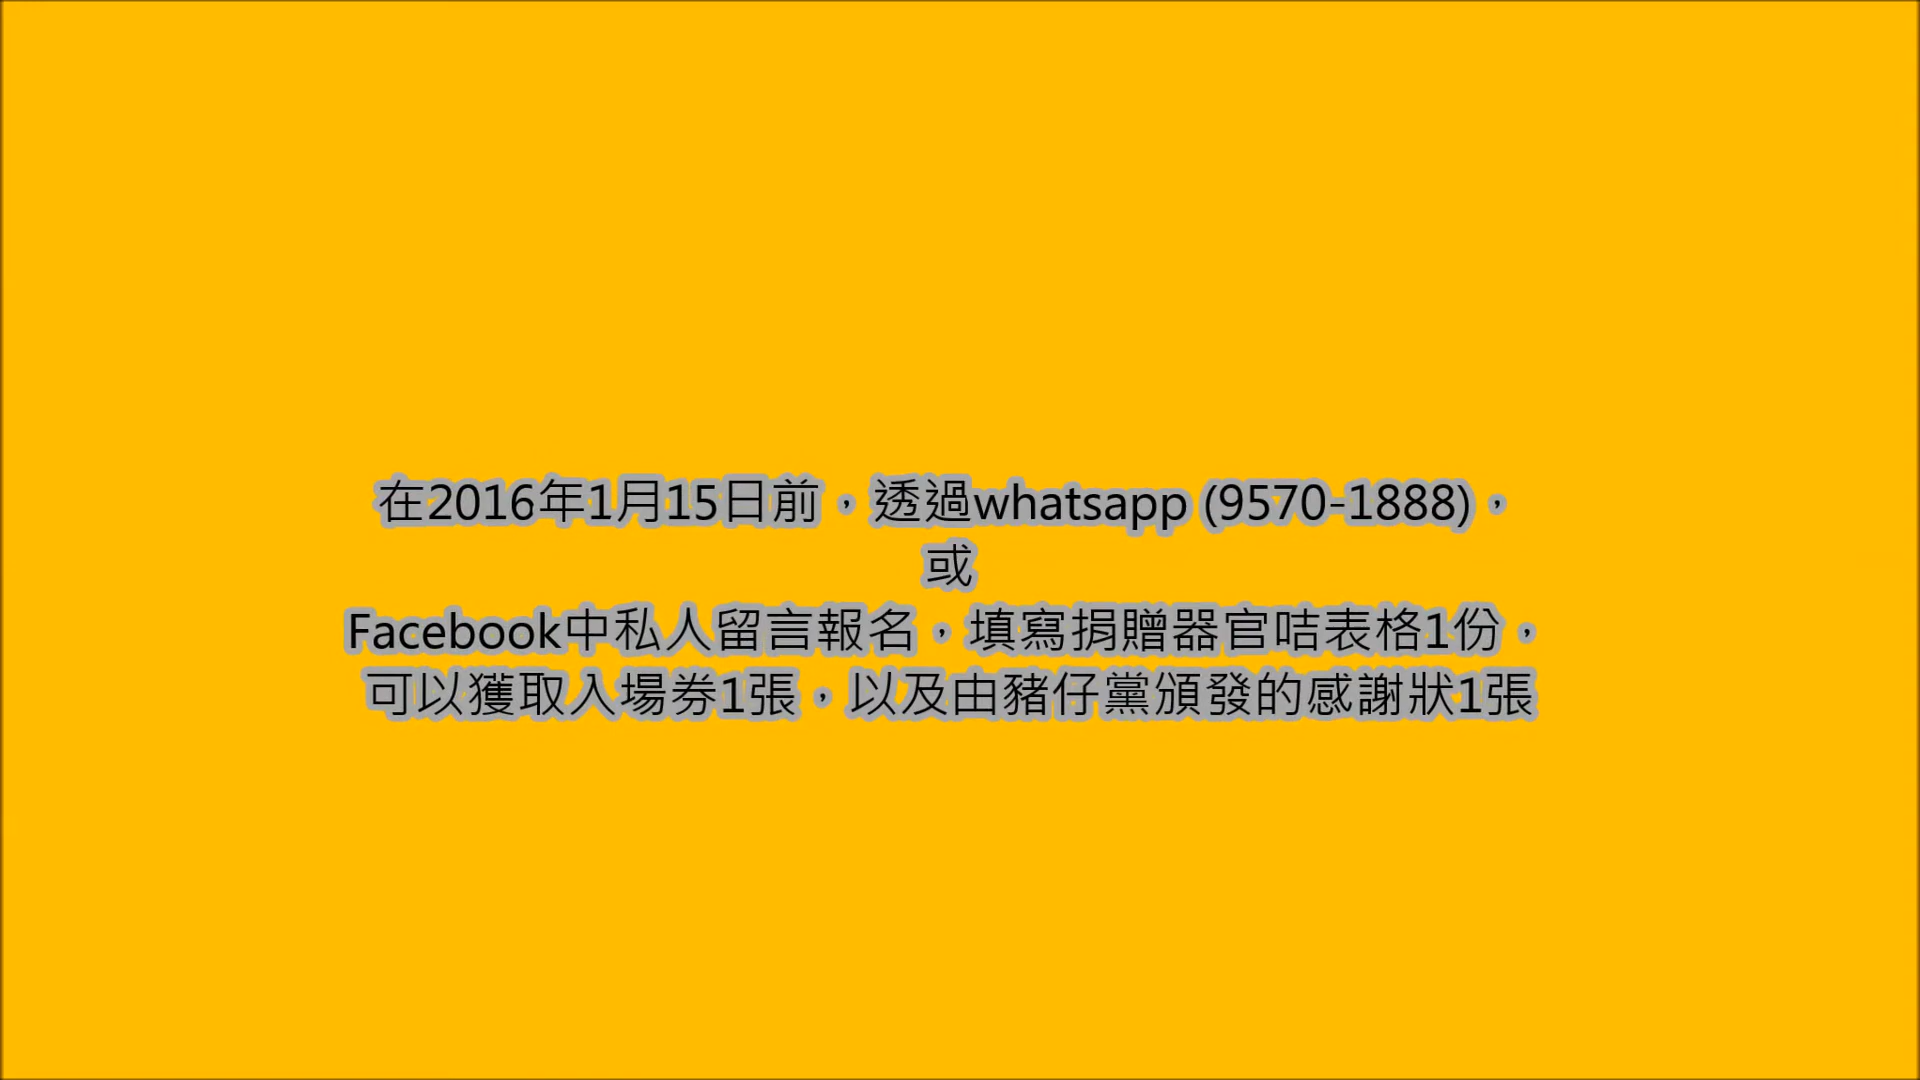 在2016年1月15日前，透過whatsapp (9570-1888)，
或
Facebook中私人留言報名，填寫捐贈器官咭表格1份，
可以獲取入場券1張，以及由豬仔黨頒發的感謝狀1張